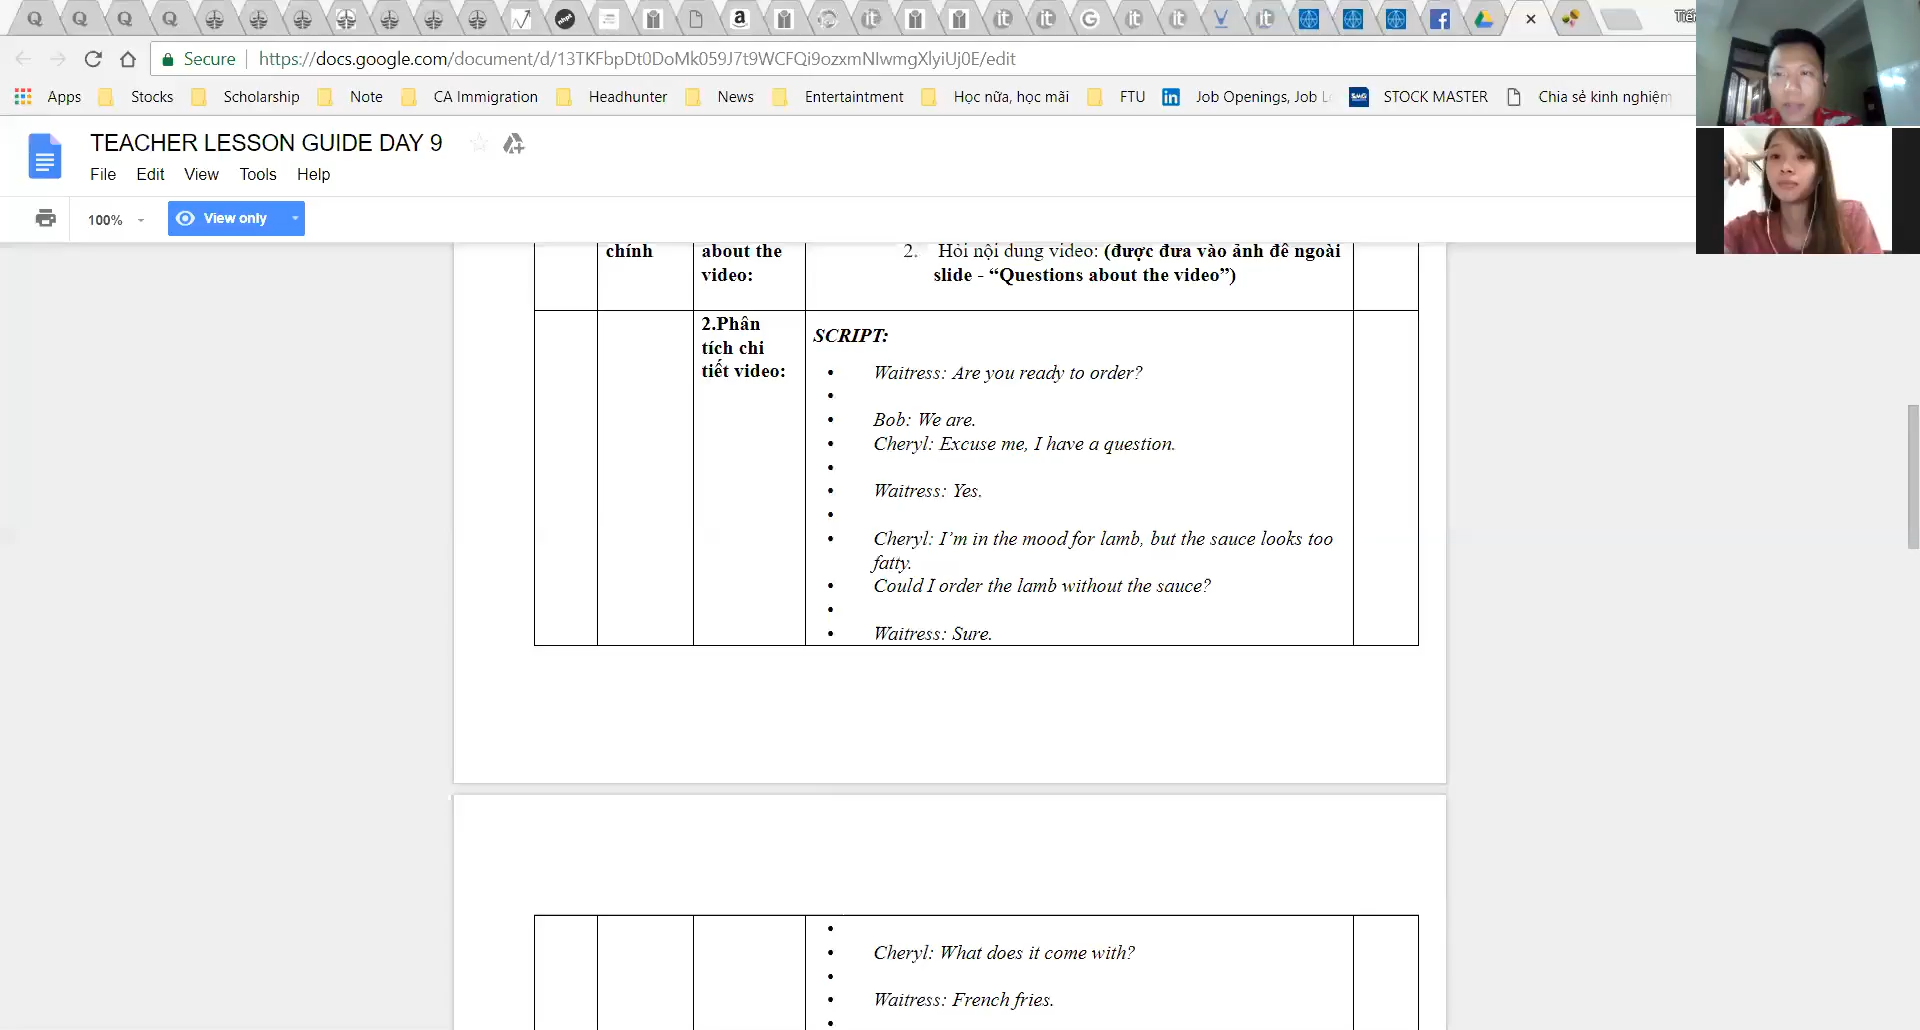 Secure https://docs.google.com/document/d/13TKFbpDt0DoMk059J7t9WCFQi9ozxmNIwmgXlyiUj0E/edit
Apps Stocks Scholarship Note CA Immigration Headhunter News Entertaintment Học nữa, học mãi FTU Job Openings, Job STOCK MASTER Chia sẻ kinh nghiệm
TEACHER LESSON GUIDE DAY 9
File Edit View Tools Help
100% View only
chính
about the
video:
2. Hỏi nội dung video: (được đưa vào ảnh để ngoài
slide - “Questions about the video”)
2.Phân
tích chi
tiết video:
SCRIPT:
• Waitress: Are you ready to order?
•
• Bob: We are.
• Cheryl: Excuse me, I have a question.
•
• Waitress: Yes.
•
• Cheryl: I’m in the mood for lamb, but the sauce looks too
fatty.
• Could I order the lamb without the sauce?
•
• Waitress: Sure.
•
• Cheryl: What does it come with?
•
• Waitress: French fries.
•